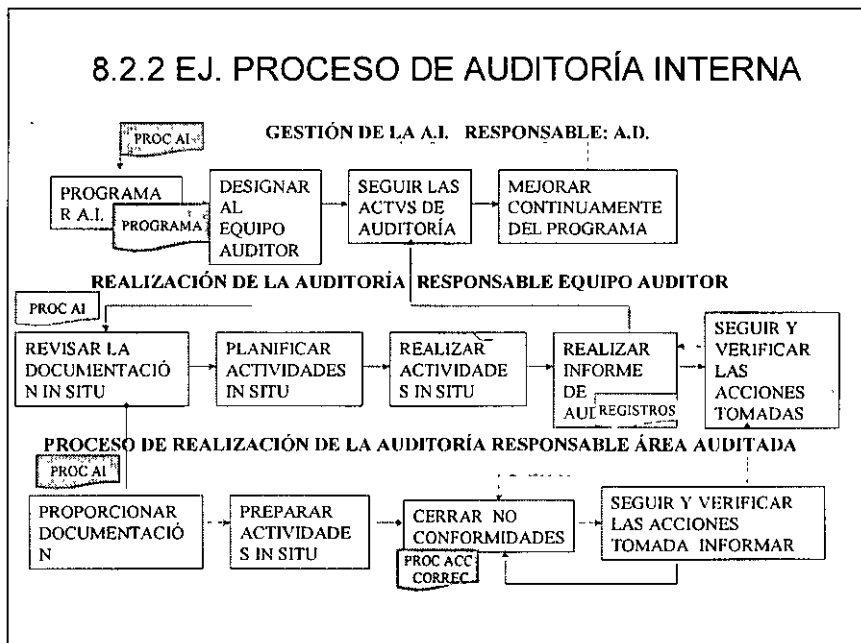 8.2.2 EJ. PROCESO DE AUDITORÍA INTERNA
GESTIÓN DE LA A.I. RESPONSABLE: A.D.
PROC AI
PROGRAMA
R A.I.
PROGRAMA
DESIGNAR
AL
EQUIPO
AUDITOR
SEGUIR LAS
ACTVS DE
AUDITORÍA
MEJORAR
CONTINUAMENTE
DEL PROGRAMA
REALIZACIÓN DE LA AUDITORÍA RESPONSABLE EQUIPO AUDITOR
PROC AI
REVISAR LA
DOCUMENTACIÓ
N IN SITU
PLANIFICAR
ACTIVIDADES
IN SITU
REALIZAR
ACTIVIDADE
S IN SITU
REALIZAR
INFORME
DE
AUD
REGISTROS
SEGUIR Y
VERIFICAR
LAS
ACCIONES
TOMADAS
PROCESO DE REALIZACIÓN DE LA AUDITORÍA RESPONSABLE ÁREA AUDITADA
PROC AI
PROPORCIONAR
DOCUMENTACIÓ
N
PREPARAR
ACTIVIDADE
S IN SITU
CERRAR NO
CONFORMIDADES
PROC ACC
CORREC
SEGUIR Y VERIFICAR
LAS ACCIONES
TOMADA INFORMAR